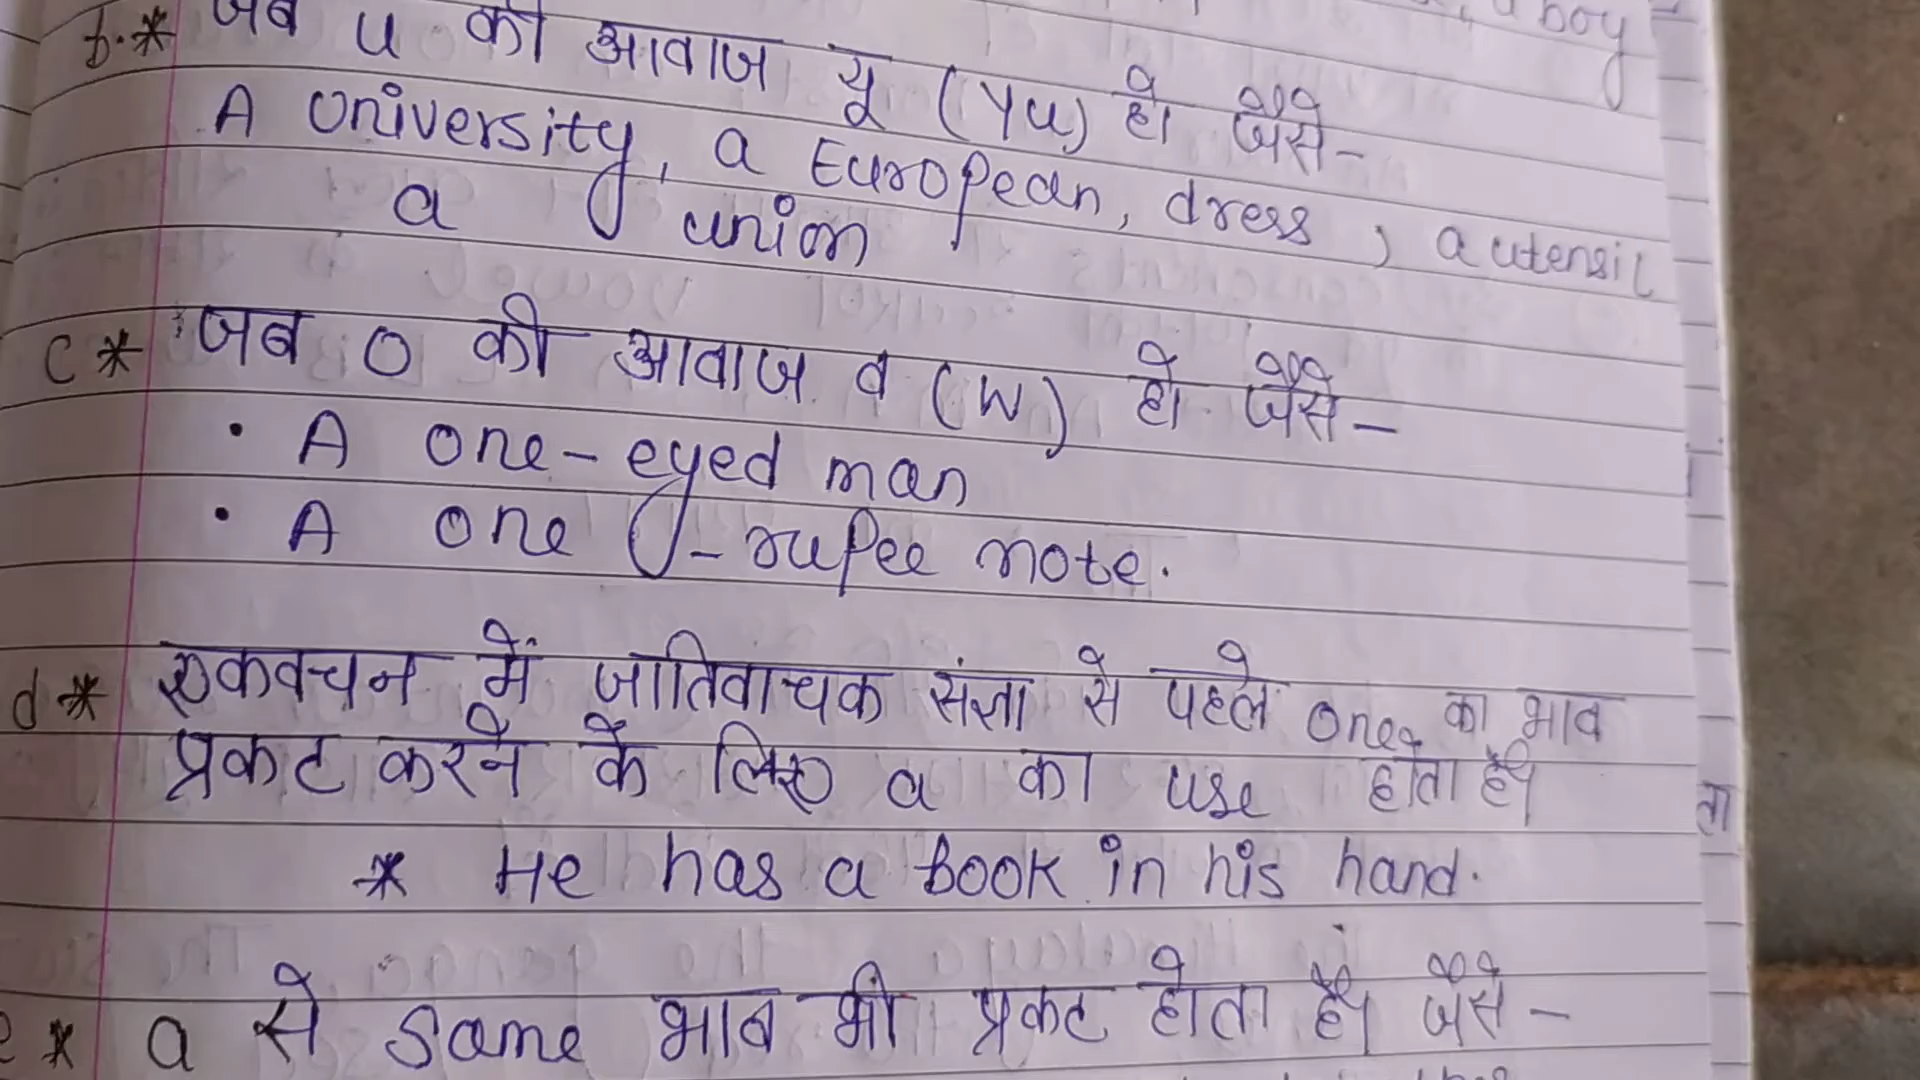 a boy
b.* जब u की आवाज यू (Yu) हो जैसे-
A University, a European, dress, a utensil
a union
c* जब o की आवाज व (W) हो जैसे-
• A one-eyed man
• A one-rupee note.
d* एकवचन में जातिवाचक संज्ञा से पहले one का भाव
प्रकट करने के लिए a का use होता है।
* He has a book in his hand.
e* a से same भाव भी प्रकट होता है। जैसे-